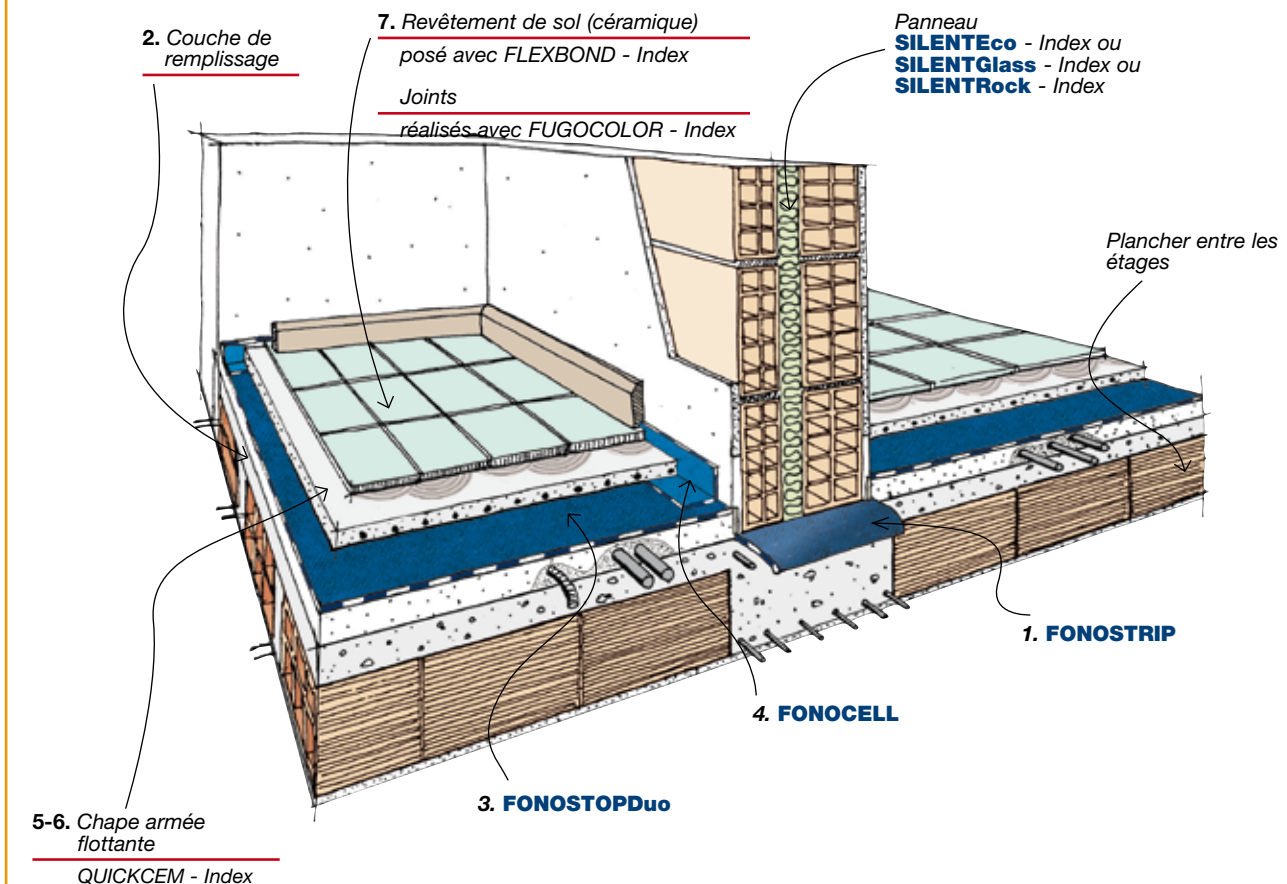 2. Couche de
remplissage
7. Revêtement de sol (céramique)
posé avec FLEXBOND - Index
Joints
réalisés avec FUGOCOLOR - Index
Panneau
SILENTEco - Index ou
SILENTGlass - Index ou
SILENTRock - Index
Plancher entre les
étages
1. FONOSTRIP
4. FONOCELL
3. FONOSTOPDuo
5-6. Chape armée
flottante
QUICKCEM - Index